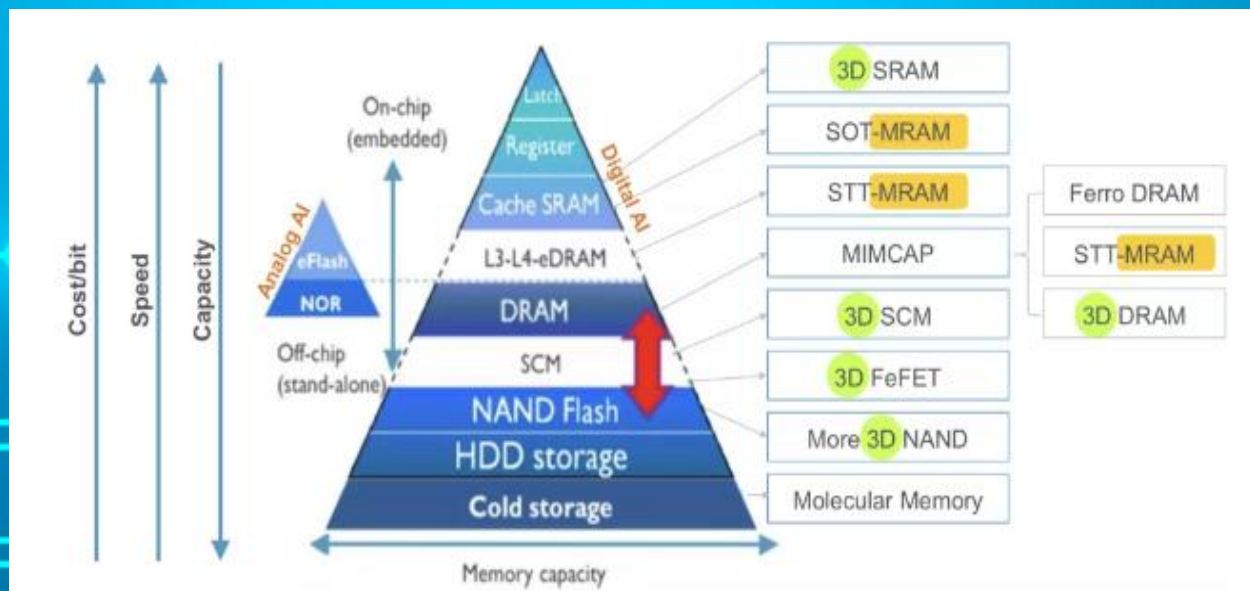 Cost/bit
Speed
Capacity
Analog AI
eFlash
NOR
On-chip
(embedded)
Off-chip
(stand-alone)
Latch
Register
Cache SRAM
L3-L4-eDRAM
DRAM
SCM
NAND Flash
HDD storage
Cold storage
Digital AI
Memory capacity
3D SRAM
SOT-MRAM
STT-MRAM
MIMCAP
3D SCM
3D FeFET
More 3D NAND
Molecular Memory
Ferro DRAM
STT-MRAM
3D DRAM